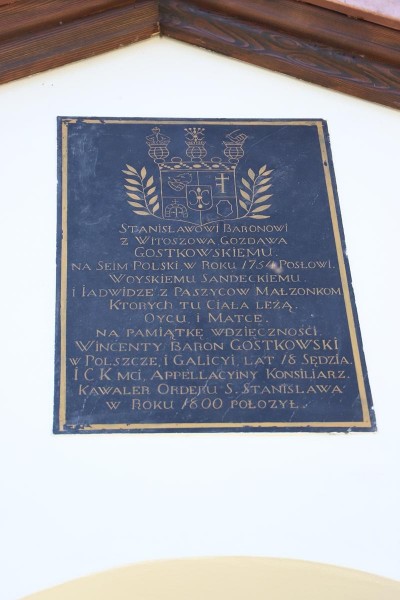 Stanisławowi Baronowi
z Witoszowa Gozdawa
Gostkowskiemu.
na Seim Polski w Roku 1754 Posłowi.
Woyskiemu Sandeckiemu.
i Jadwidze z Paszycow Małzonkom
Ktorych tu Ciała leżą.
Oycu i Matce.
na pamiątkę wdzięcznosci.
Wincenty Baron GOSTKOWSKI
w Polszcze, i Galicyi, lat 18 Sędzia.
I C K mci, Appellacyiny Konsiliarz.
Kawaler Orderu S. Stanisława
w Roku 1800 położył.